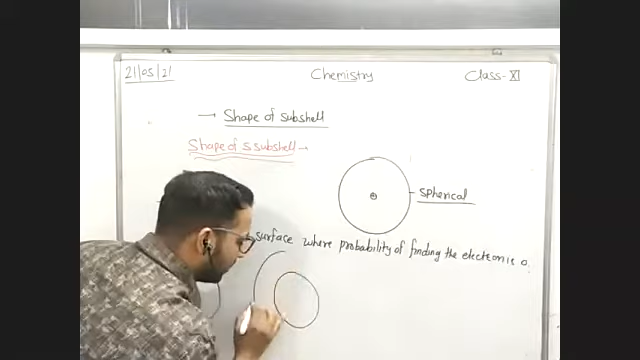 21/05/21
Chemistry
Class-XI
→ Shape of subshell
Shape of s subshell →
Spherical
surface where probability of finding the electron is 0.